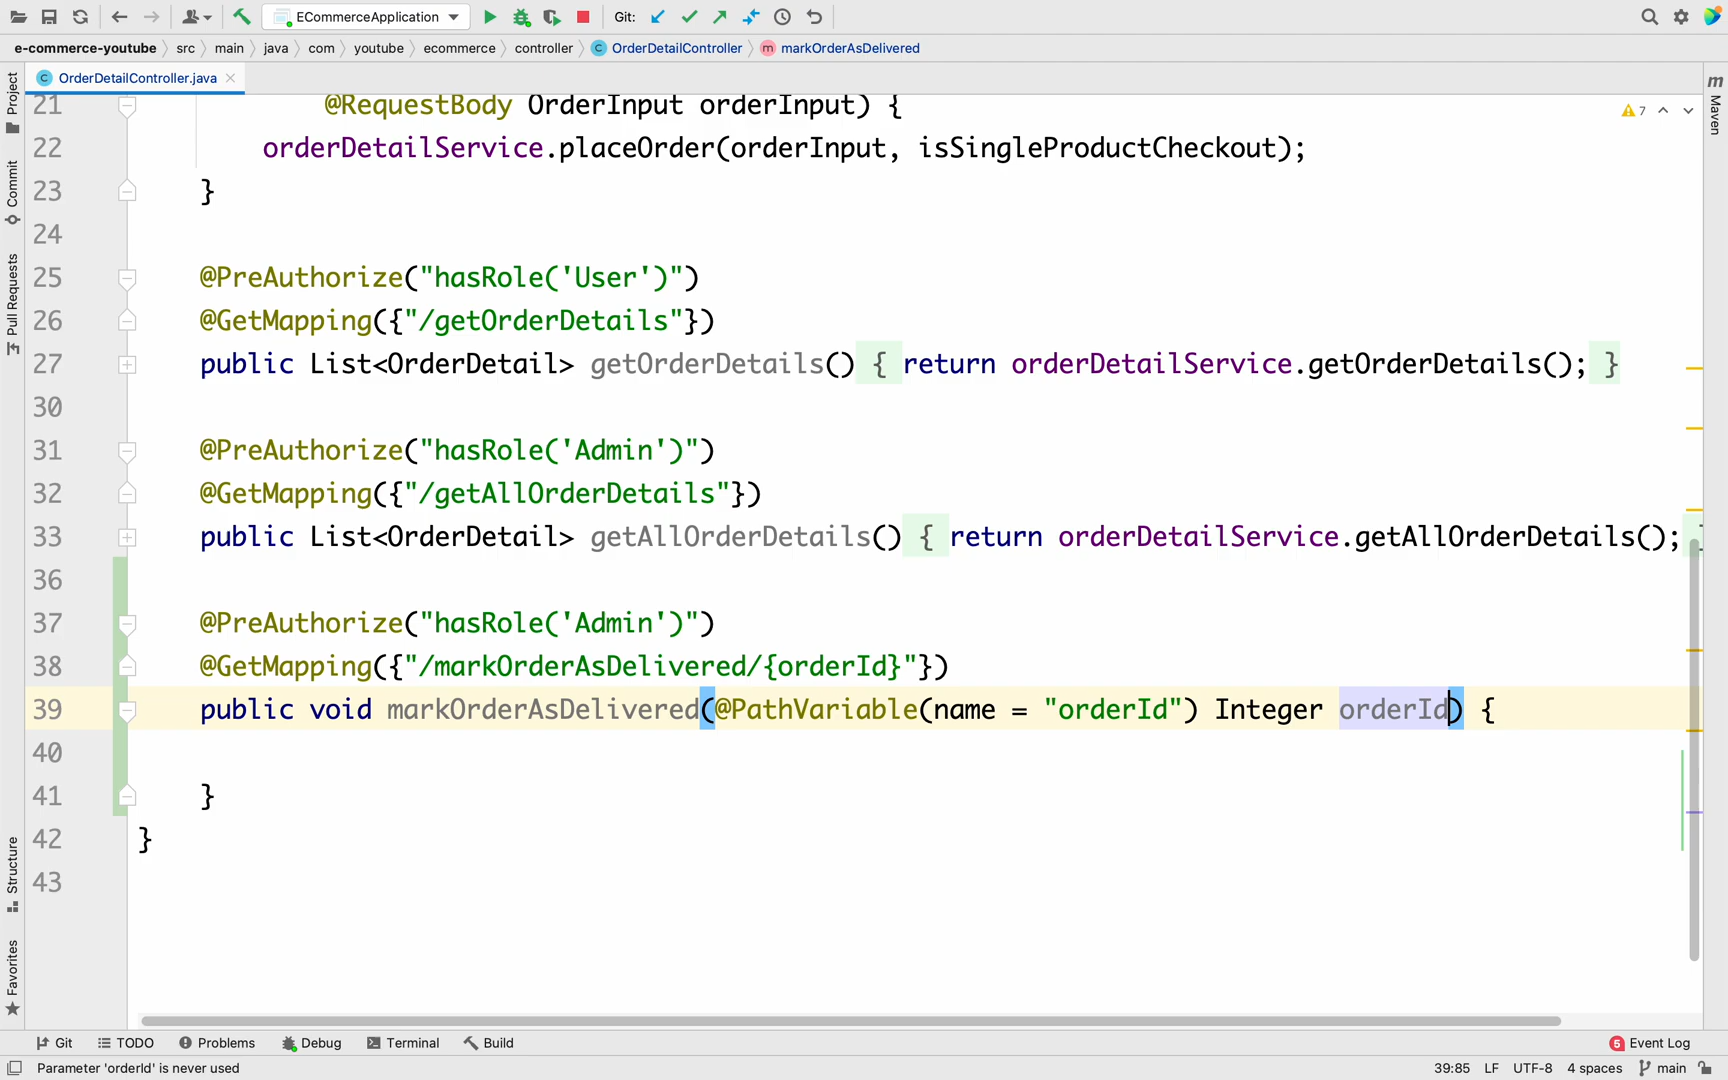 ECommerceApplication
Git:
e-commerce-youtube src main java com youtube ecommerce controller OrderDetailController markOrderAsDelivered
OrderDetailController.java
7
21 @RequestBody OrderInput orderInput) {
22 orderDetailService.placeOrder(orderInput, isSingleProductCheckout);
23 }
24
25 @PreAuthorize("hasRole('User')")
26 @GetMapping({"/getOrderDetails"})
27 public List<OrderDetail> getOrderDetails() { return orderDetailService.getOrderDetails(); }
30
31 @PreAuthorize("hasRole('Admin')")
32 @GetMapping({"/getAllOrderDetails"})
33 public List<OrderDetail> getAllOrderDetails() { return orderDetailService.getAllOrderDetails();
36
37 @PreAuthorize("hasRole('Admin')")
38 @GetMapping({"/markOrderAsDelivered/{orderId}"})
39 public void markOrderAsDelivered(@PathVariable(name = "orderId") Integer orderId) {
40
41 }
42 }
43
Project
Commit
Pull Requests
Structure
Favorites
m
Maven
Git TODO Problems Debug Terminal Build 5 Event Log
Parameter 'orderId' is never used 39:85 LF UTF-8 4 spaces main